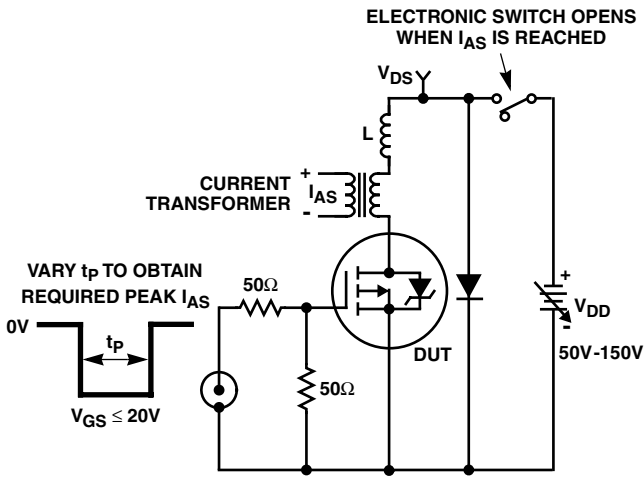 ELECTRONIC SWITCH OPENS
WHEN IAS IS REACHED
VDS
L
CURRENT
TRANSFORMER
+
IAS
-
VARY tP TO OBTAIN
REQUIRED PEAK IAS
50Ω
0V
tP
VGS ≤ 20V
50Ω
DUT
+
VDD
-
50V-150V